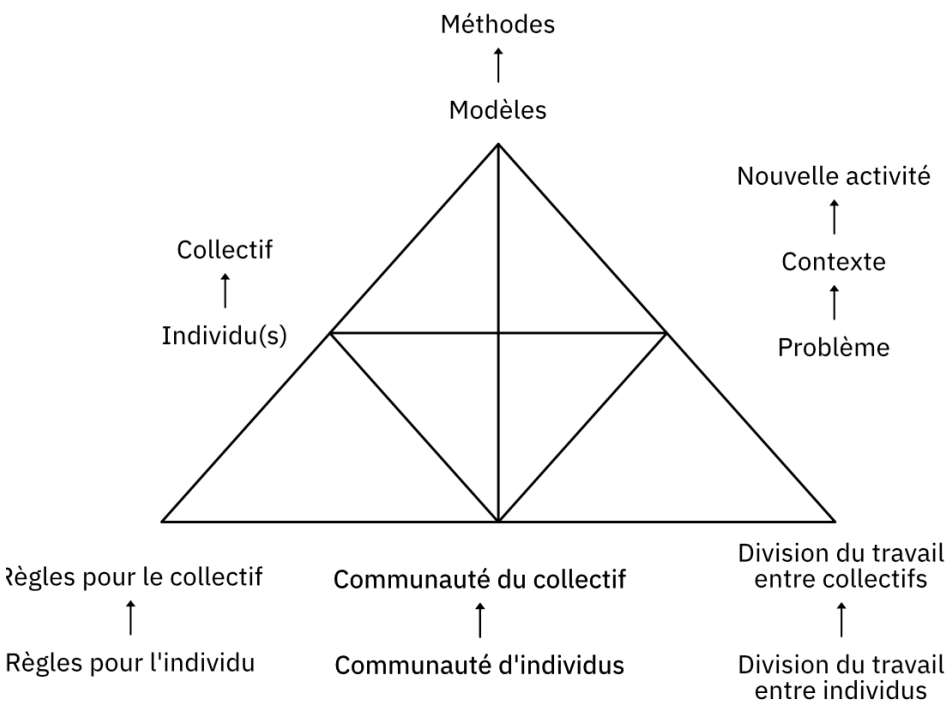 Méthodes
Modèles
Nouvelle activité
Collectif
Contexte
Individu(s)
Problème
Règles pour le collectif
Communauté du collectif
Division du travail
entre collectifs
Règles pour l'individu
Communauté d'individus
Division du travail
entre individus